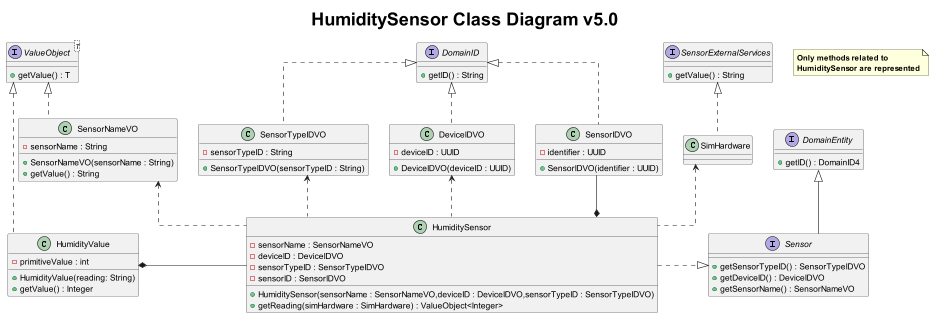 HumiditySensor Class Diagram v5.0
I ValueObject T
getValue() : T
I DomainID
getID() : String
I SensorExternalServices
getValue() : String
Only methods related to
HumiditySensor are represented
C SensorNameVO
sensorName : String
SensorNameVO(sensorName : String)
getValue() : String
C SensorTypeIDVO
sensorTypeID : String
SensorTypeIDVO(sensorTypeID : String)
C DeviceIDVO
deviceID : UUID
DeviceIDVO(deviceID : UUID)
C SensorIDVO
identifier : UUID
SensorIDVO(identifier : UUID)
C SimHardware
I DomainEntity
getID() : DomainID4
C HumidityValue
primitiveValue : int
HumidityValue(reading: String)
getValue() : Integer
C HumiditySensor
sensorName : SensorNameVO
deviceID : DeviceIDVO
sensorTypeID : SensorTypeIDVO
sensorID : SensorIDVO
HumiditySensor(sensorName : SensorNameVO,deviceID : DeviceIDVO,sensorTypeID : SensorTypeIDVO)
getReading(simHardware : SimHardware) : ValueObject<Integer>
I Sensor
getSensorTypeID() : SensorTypeIDVO
getDeviceID() : DeviceIDVO
getSensorName() : SensorNameVO